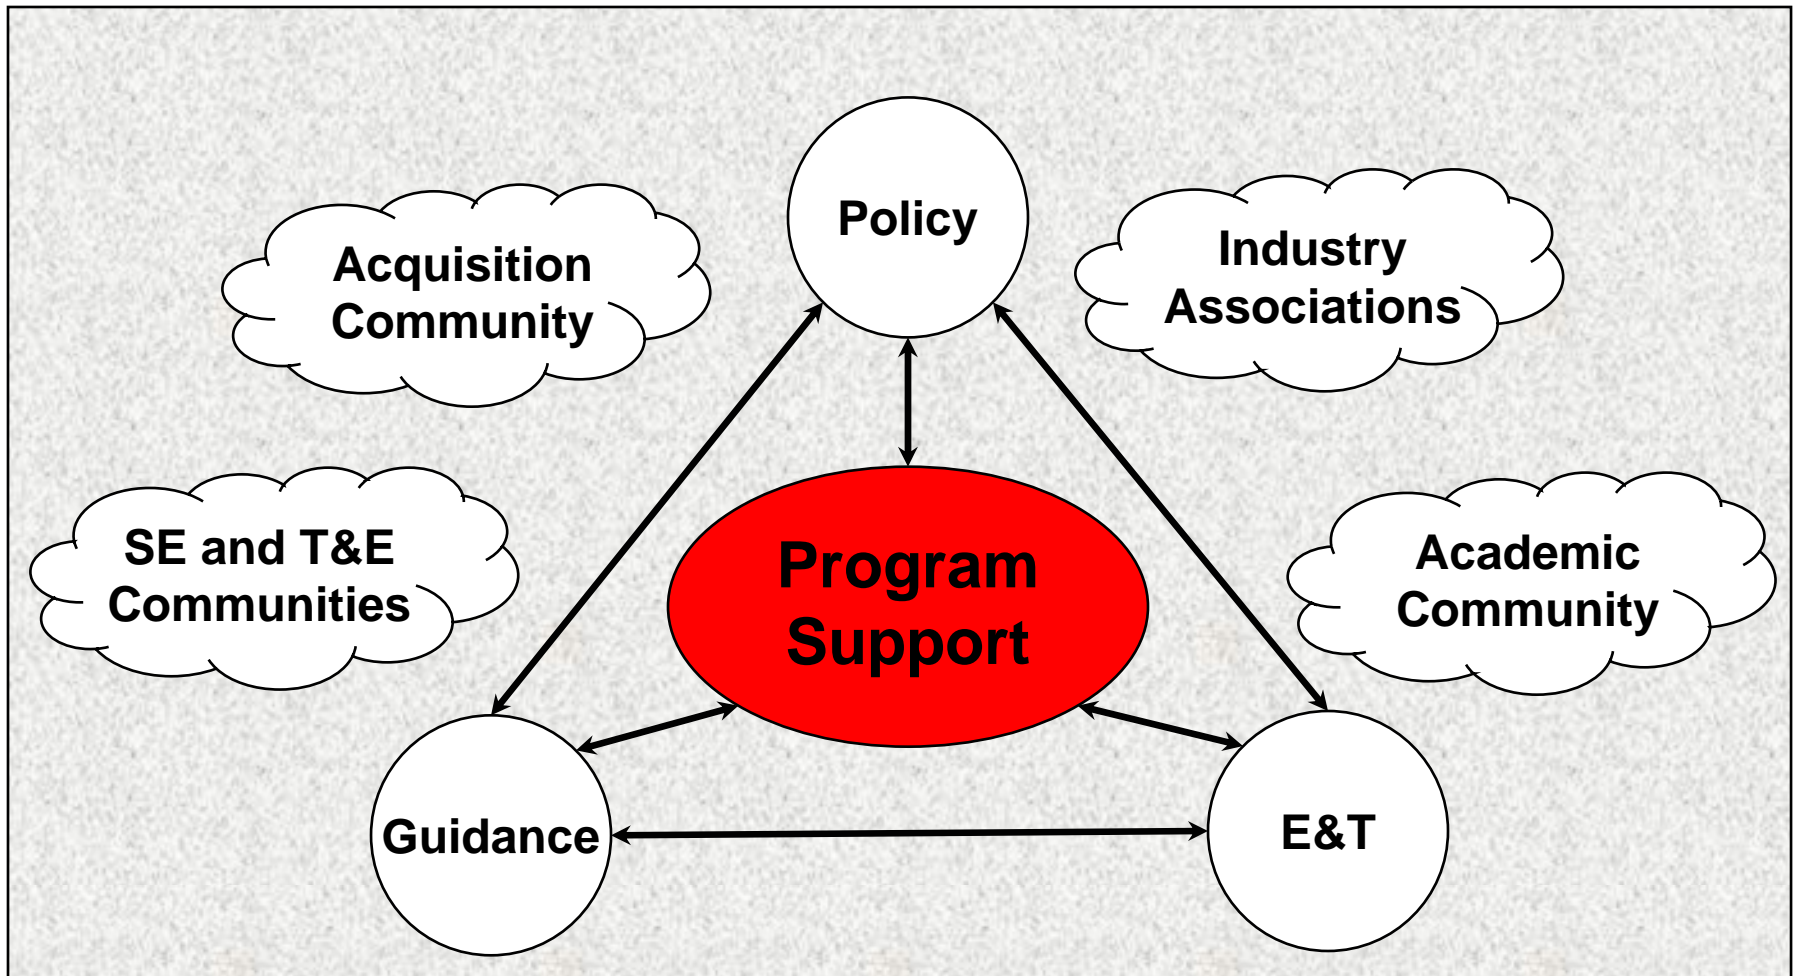 Policy
Acquisition
Community
Industry
Associations
SE and T&E
Communities
Program
Support
Academic
Community
Guidance
E&T